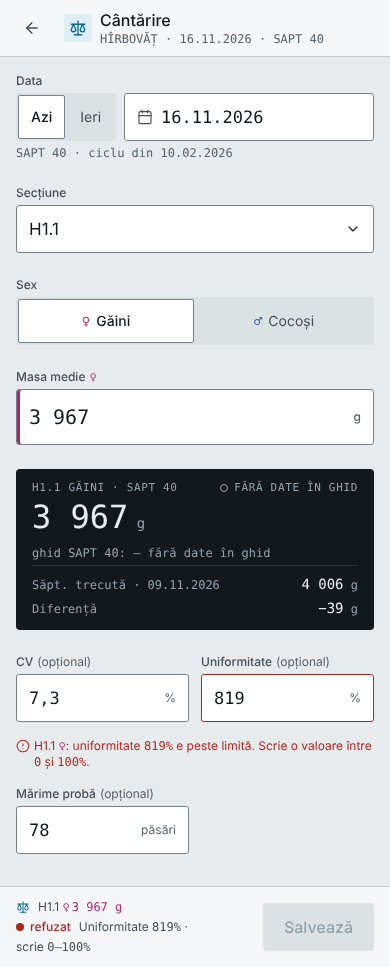 Cântărire
HÎRBOVĂȚ · 16.11.2026 · SAPT 40
Data
Azi Ieri 16.11.2026
SAPT 40 · ciclu din 10.02.2026
Secțiune
H1.1
Sex
♀ Găini ♂ Cocoși
Masa medie ♀
3 967 g
H1.1 GĂINI · SAPT 40 FĂRĂ DATE ÎN GHID
3 967 g
ghid SAPT 40: — fără date în ghid
Săpt. trecută · 09.11.2026 4 006 g
Diferență −39 g
CV (opțional) Uniformitate (opțional)
7,3 % 819 %
H1.1 ♀: uniformitate 819% e peste limită. Scrie o valoare între
0 și 100%.
Mărime probă (opțional)
78 păsări
H1.1 ♀ 3 967 g
refuzat Uniformitate 819% ·
scrie 0–100%
Salvează